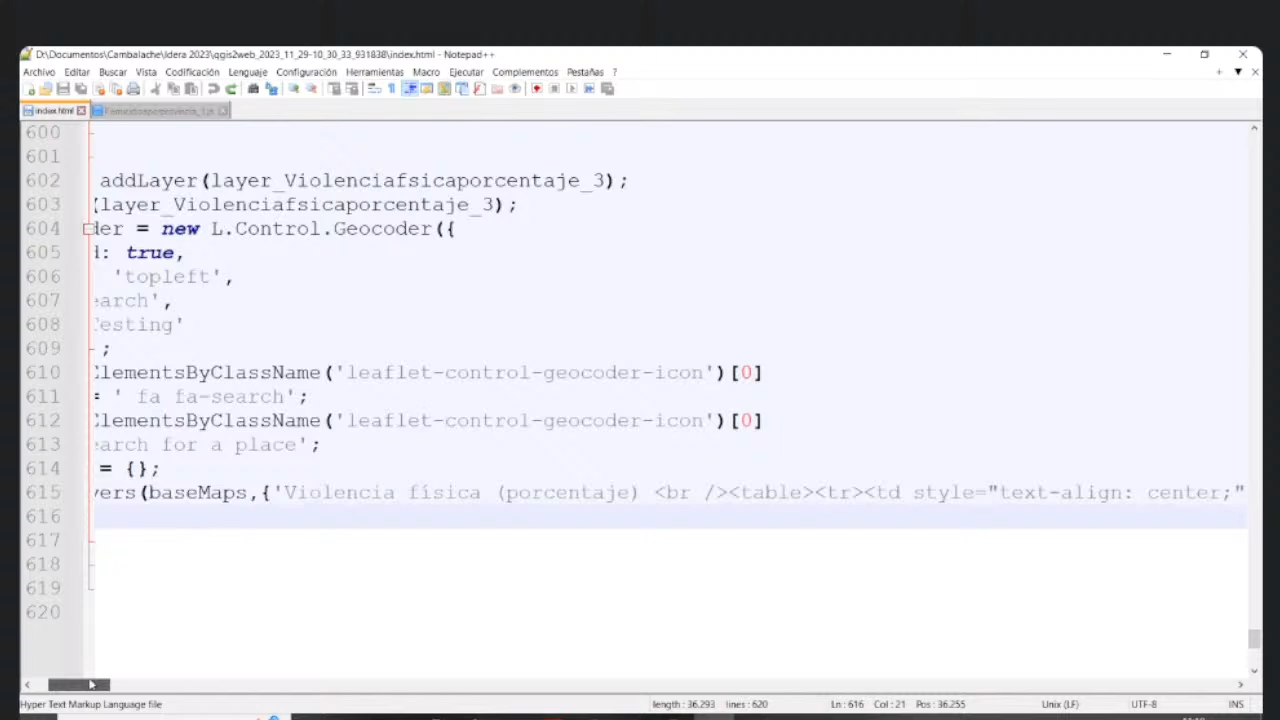 D:\Documentos\Cambalache\Idera 2023\qgis2web_2023_11_29-10_30_33_931838\index.html - Notepad++
Archivo Editar Buscar Vista Codificación Lenguaje Configuración Herramientas Macro Ejecutar Complementos Pestañas ?
index.html
600
601
602 addLayer(layer_Violenciafsicaporcentaje_3);
603 (layer_Violenciafsicaporcentaje_3);
604 der = new L.Control.Geocoder({
605 d: true,
606 'topleft',
607 earch',
608 Testing'
609 ;
610 ElementsByClassName('leaflet-control-geocoder-icon')[0]
611 = ' fa fa-search';
612 ElementsByClassName('leaflet-control-geocoder-icon')[0]
613 earch for a place';
614 = {};
615 yers(baseMaps,{'Violencia física (porcentaje) <br /><table><tr><td style="text-align: center;"
616
617
618
619
620
Hyper Text Markup Language file length : 36.293 lines : 620 Ln : 616 Col : 21 Pos : 36.255 Unix (LF) UTF-8 INS